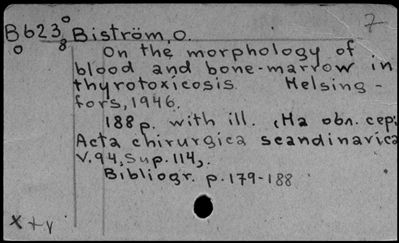 7
B623 Biström, O.
On the morphology of
blood and bone-marrow in
thyrotoxicosis Helsing-
fors, 1946.
188 p. with ill. (На обл. сер:
Acta chirurgica scandinavica
V. 94, Sup. 114).
Bibliogr. p. 179-188
x + v